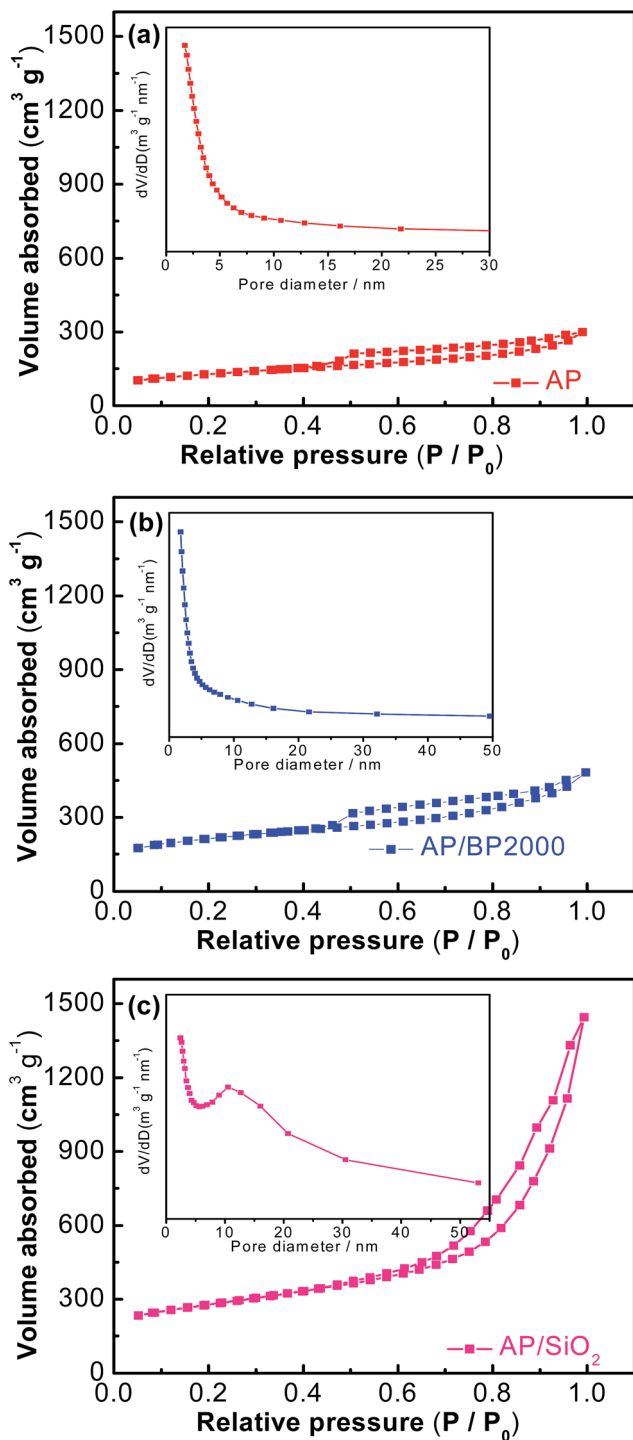 (a)
1500
1200
900
600
300
0
Volume absorbed (cm³ g⁻¹)
dV/dD(m³ g⁻¹ nm⁻¹)
0 5 10 15 20 25 30
Pore diameter / nm
AP
0.0 0.2 0.4 0.6 0.8 1.0
Relative pressure (P / P₀)
(b)
1500
1200
900
600
300
0
Volume absorbed (cm³ g⁻¹)
dV/dD(m³ g⁻¹ nm⁻¹)
0 10 20 30 40 50
Pore diameter / nm
AP/BP2000
0.0 0.2 0.4 0.6 0.8 1.0
Relative pressure (P / P₀)
(c)
1500
1200
900
600
300
0
Volume absorbed (cm³ g⁻¹)
dV/dD(m³ g⁻¹ nm⁻¹)
0 10 20 30 40 50
Pore diameter / nm
AP/SiO₂
0.0 0.2 0.4 0.6 0.8 1.0
Relative pressure (P / P₀)